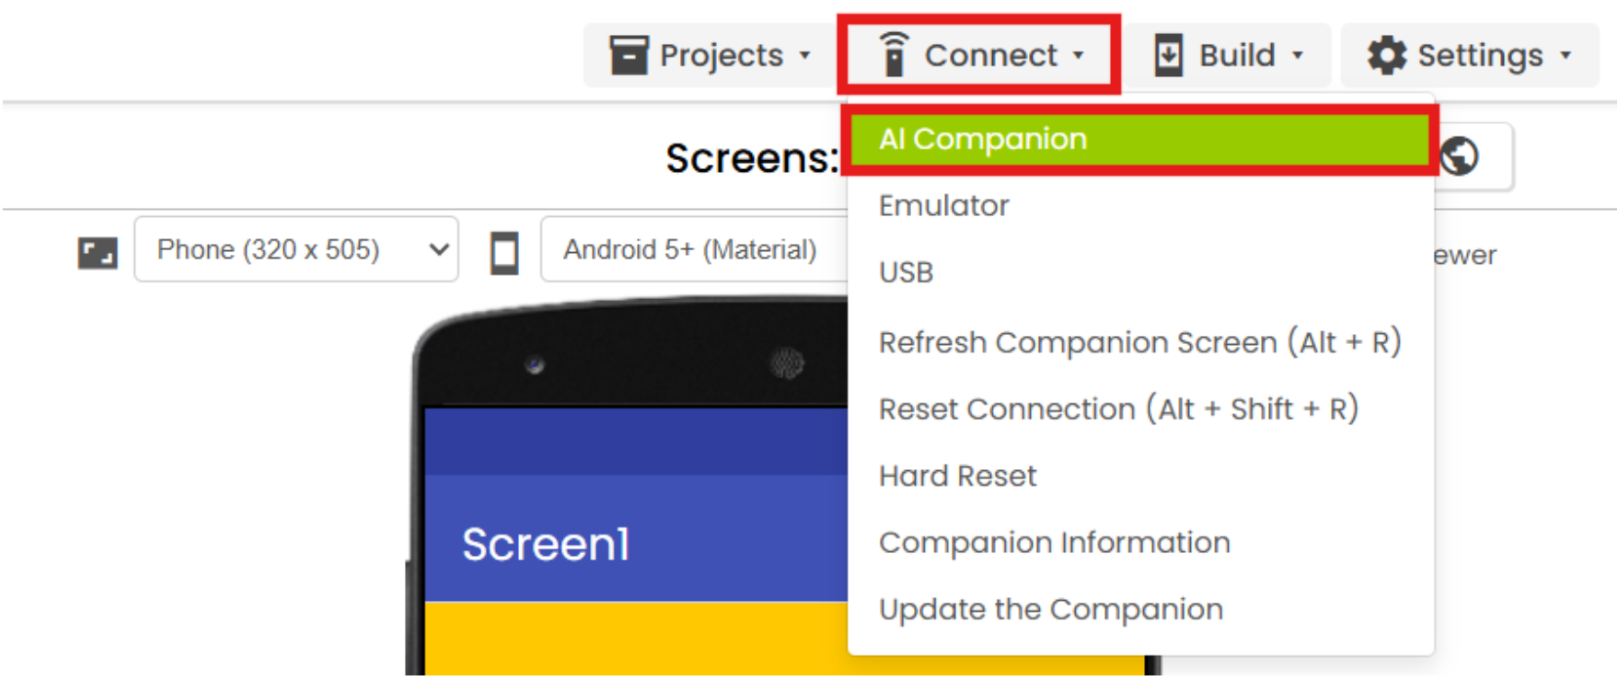 Projects Connect Build Settings
AI Companion
Screens:
Emulator
Phone (320 x 505) Android 5+ (Material) ewer
USB
Refresh Companion Screen (Alt + R)
Reset Connection (Alt + Shift + R)
Hard Reset
Screen1
Companion Information
Update the Companion